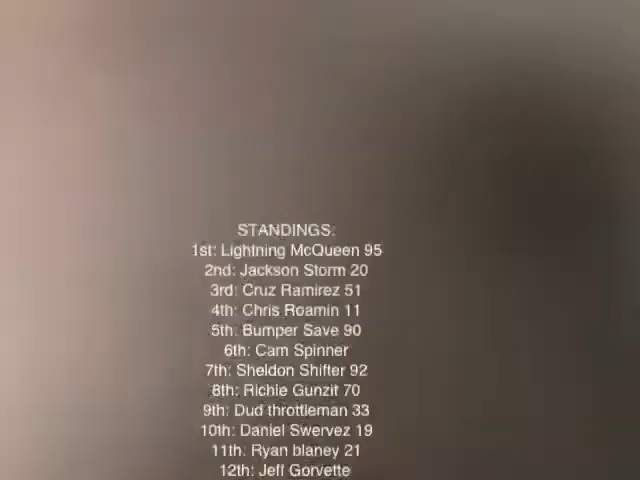 STANDINGS:
1st: Lightning McQueen 95
2nd: Jackson Storm 20
3rd: Cruz Ramirez 51
4th: Chris Roamin 11
5th: Bumper Save 90
6th: Cam Spinner
7th: Sheldon Shifter 92
8th: Richie Gunzit 70
9th: Dud throttleman 33
10th: Daniel Swervez 19
11th: Ryan blaney 21
12th: Jeff Gorvette